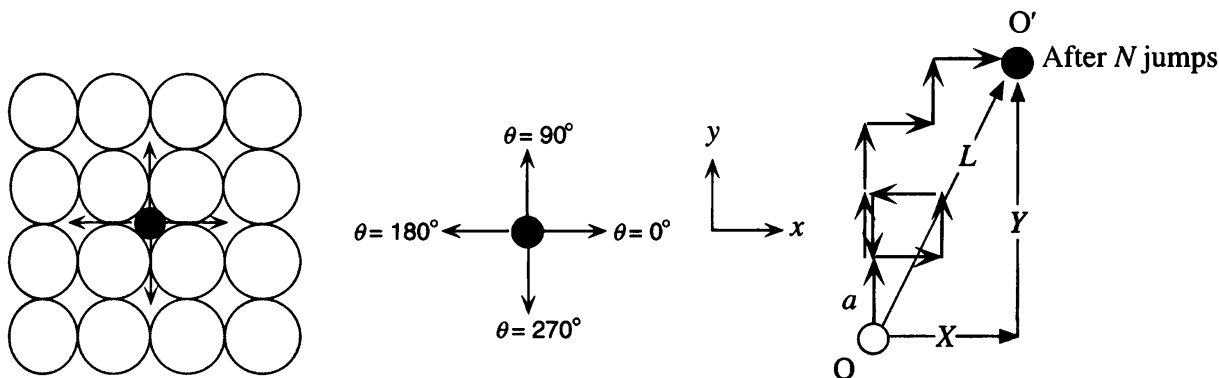 θ = 90°
θ = 180°
θ = 0°
θ = 270°
y
x
O′
After N jumps
L
Y
a
X
O